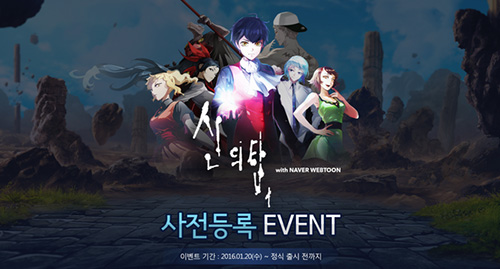 신의탑
with NAVER WEBTOON
사전등록 EVENT
이벤트 기간 : 2016.01.20(수) ~ 정식 출시 전까지